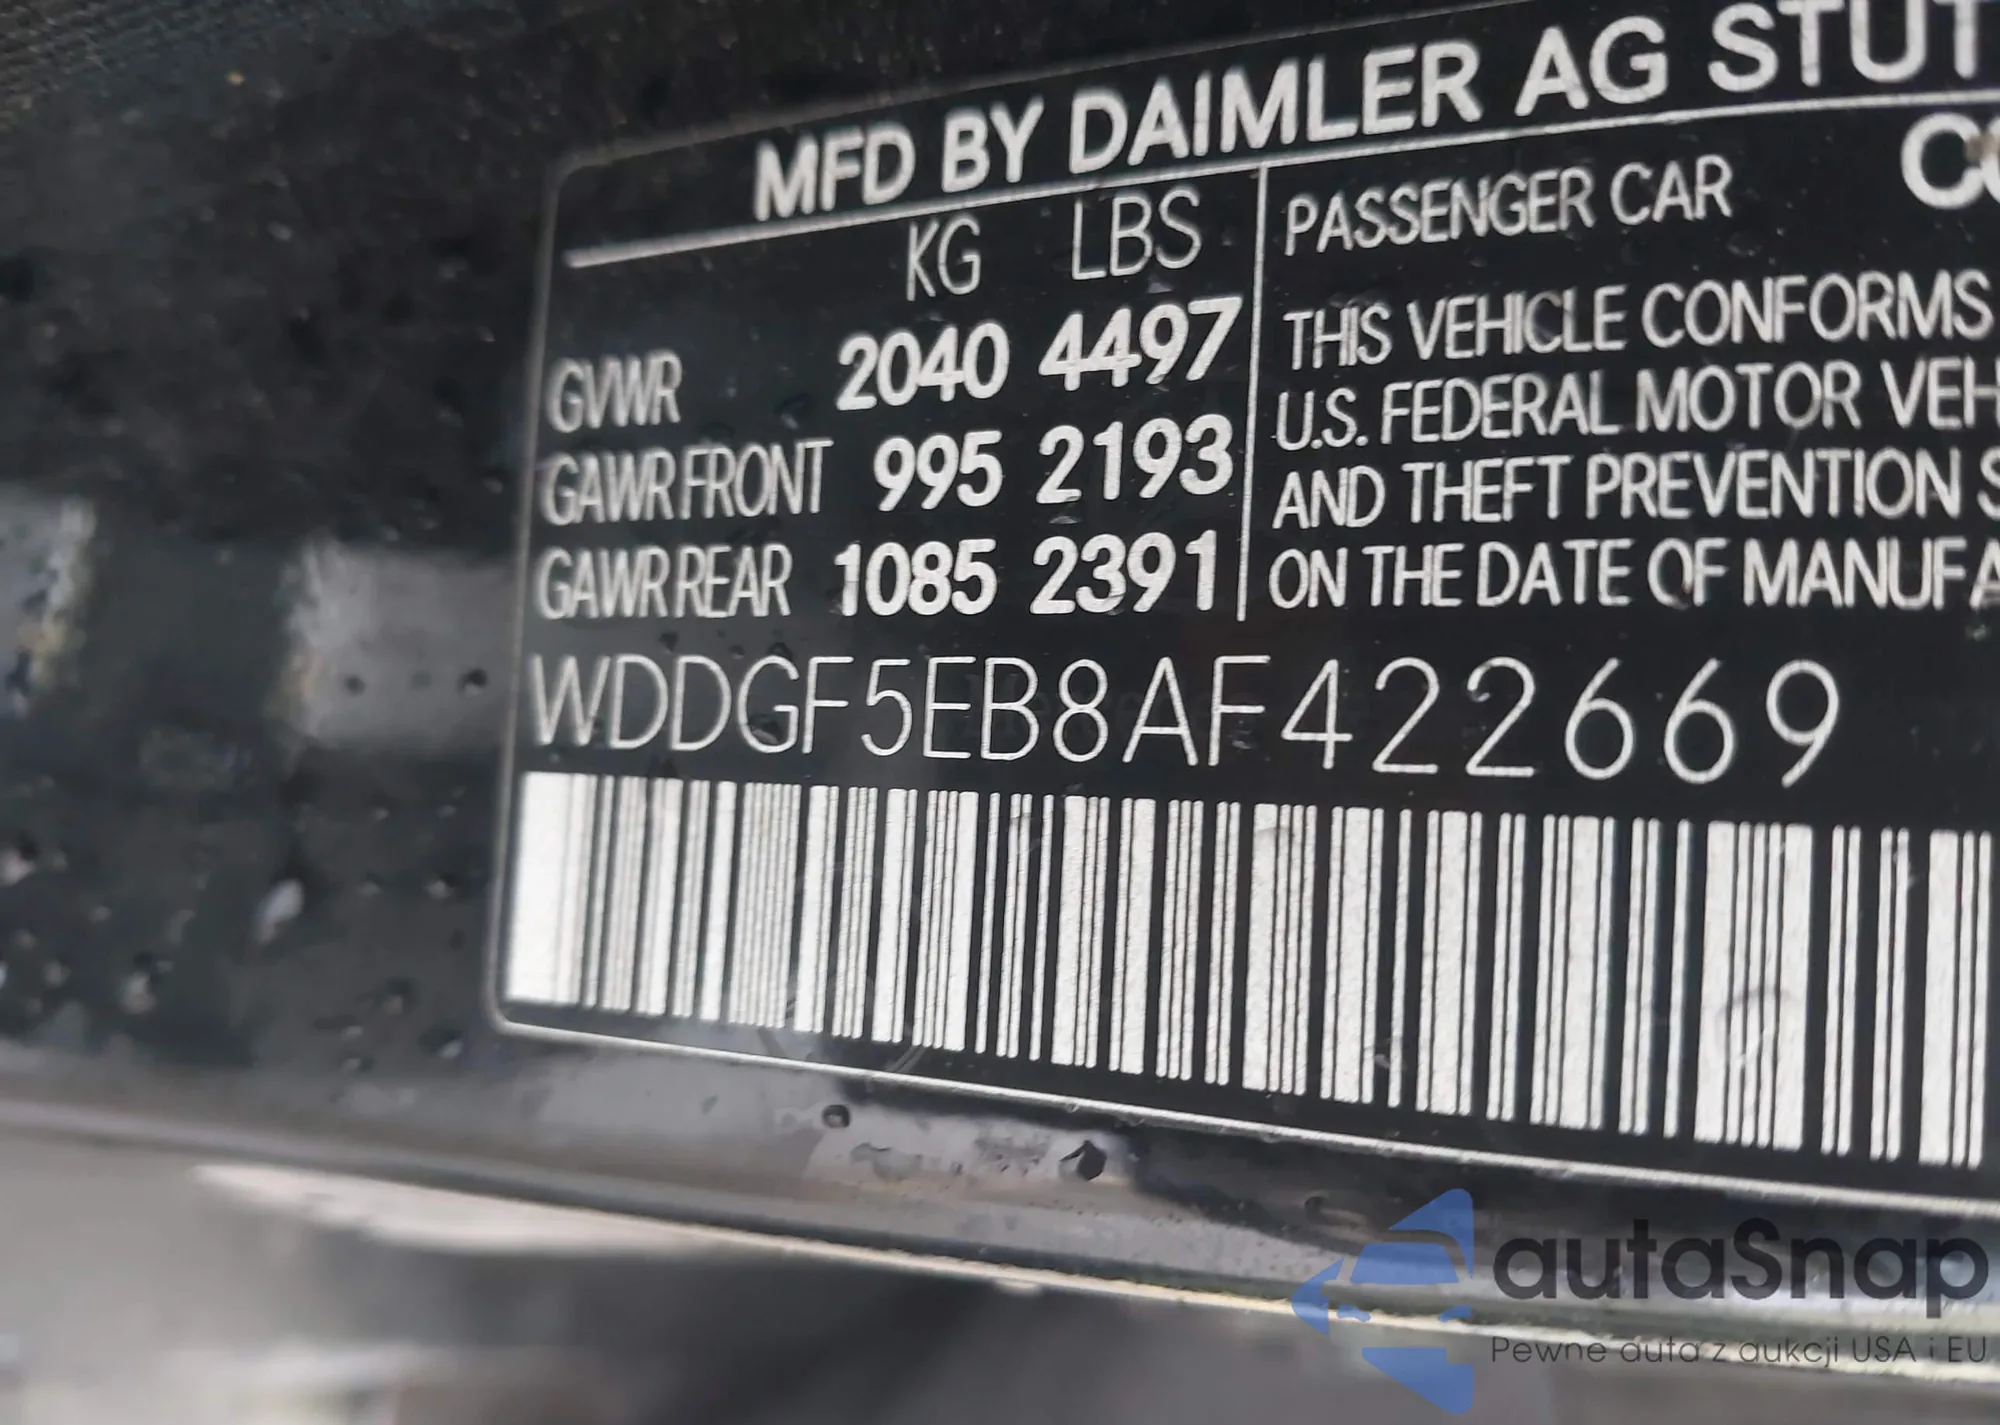 MFD BY DAIMLER AG STUT
KG LBS
GVWR 2040 4497
GAWR FRONT 995 2193
GAWR REAR 1085 2391
PASSENGER CAR
THIS VEHICLE CONFORMS
U.S. FEDERAL MOTOR VEH
AND THEFT PREVENTION S
ON THE DATE OF MANUFA
WDDGF5EB8AF422669
autaSnap
Pewne auta z aukcji USA i EU